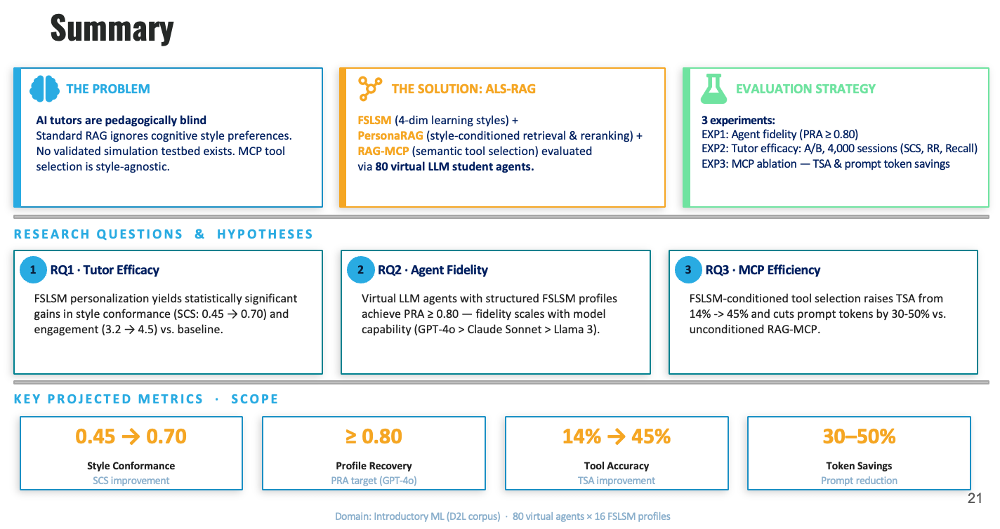 Summary
THE PROBLEM
AI tutors are pedagogically blind
Standard RAG ignores cognitive style preferences.
No validated simulation testbed exists. MCP tool
selection is style-agnostic.
THE SOLUTION: ALS-RAG
FSLSM (4-dim learning styles) +
PersonaRAG (style-conditioned retrieval & reranking) +
RAG-MCP (semantic tool selection) evaluated
via 80 virtual LLM student agents.
EVALUATION STRATEGY
3 experiments:
EXP1: Agent fidelity (PRA ≥ 0.80)
EXP2: Tutor efficacy: A/B, 4,000 sessions (SCS, RR, Recall)
EXP3: MCP ablation — TSA & prompt token savings
RESEARCH QUESTIONS & HYPOTHESES
1 RQ1 · Tutor Efficacy
FSLSM personalization yields statistically significant
gains in style conformance (SCS: 0.45 → 0.70) and
engagement (3.2 → 4.5) vs. baseline.
2 RQ2 · Agent Fidelity
Virtual LLM agents with structured FSLSM profiles
achieve PRA ≥ 0.80 — fidelity scales with model
capability (GPT-4o > Claude Sonnet > Llama 3).
3 RQ3 · MCP Efficiency
FSLSM-conditioned tool selection raises TSA from
14% -> 45% and cuts prompt tokens by 30-50% vs.
unconditioned RAG-MCP.
KEY PROJECTED METRICS · SCOPE
0.45 → 0.70
Style Conformance
SCS improvement
≥ 0.80
Profile Recovery
PRA target (GPT-4o)
14% → 45%
Tool Accuracy
TSA improvement
30–50%
Token Savings
Prompt reduction
21
Domain: Introductory ML (D2L corpus) · 80 virtual agents × 16 FSLSM profiles